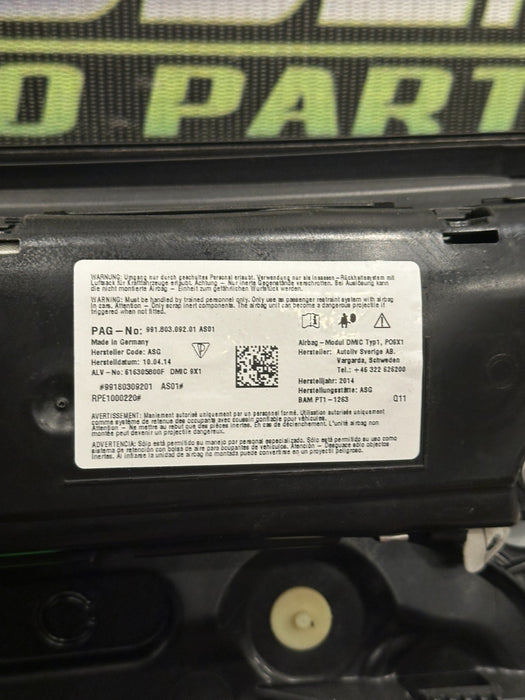 O PART
WARNUNG: Umgang nur durch geschultes Personal erlaubt. Verwendung nur als Insassen-Rückhaltesystem mit
Luftsack für Kraftfahrzeuge erlaubt. Achtung - Nur inerte Gegenstände verschrotten. Bei Auslösung kann
die nicht montierte Airbag - Einheit zum gefährlichen Wurfstück werden.
WARNING: Must be handled by trained personnel only. Only use as passenger restraint system with airbag
in cars. Attention - Only scrap inert components. The airbag unit can become a dangerous projectile if
triggered when not fitted.
PAG-No: 991.803.092.01 AS01
Made in Germany
Hersteller Code: ASG
Herstelldatum: 10.04.14
ALV-No: 616305800F DMIC 9X1
#99180309201 AS01#
RPE1000220#
Airbag-Modul DMIC Typ1, PO9X1
Hersteller: Autoliv Sverige AB.
Vargarda, Schweden
Tel.: +46 322 626200
Herstelljahr: 2014
Herstellungsstätte: ASG
BAM PT1-1263 Q11
AVERTISSEMENT: Maniement autorisé uniquement par un personnel formé. Utilisation autorisée uniquement
comme système de retenue des occupants avec coussin gonflable pour véhicules.
Attention - Ne mettre au rebut que des pièces inertes. En cas de déclenchement, L'unité airbag non
montée peut devenir un projectile dangereux.
ADVERTENCIA: Sólo está permitido su manejo por personal especializado. Sólo está permitido su uso como
sistema de retención con bolsa de aire para ocupantes de vehículos. Atención - Desguace sólo objectos
inertes. Al inflarse la unidad de airbag no montada puede convertirse en un proyectil peligroso.